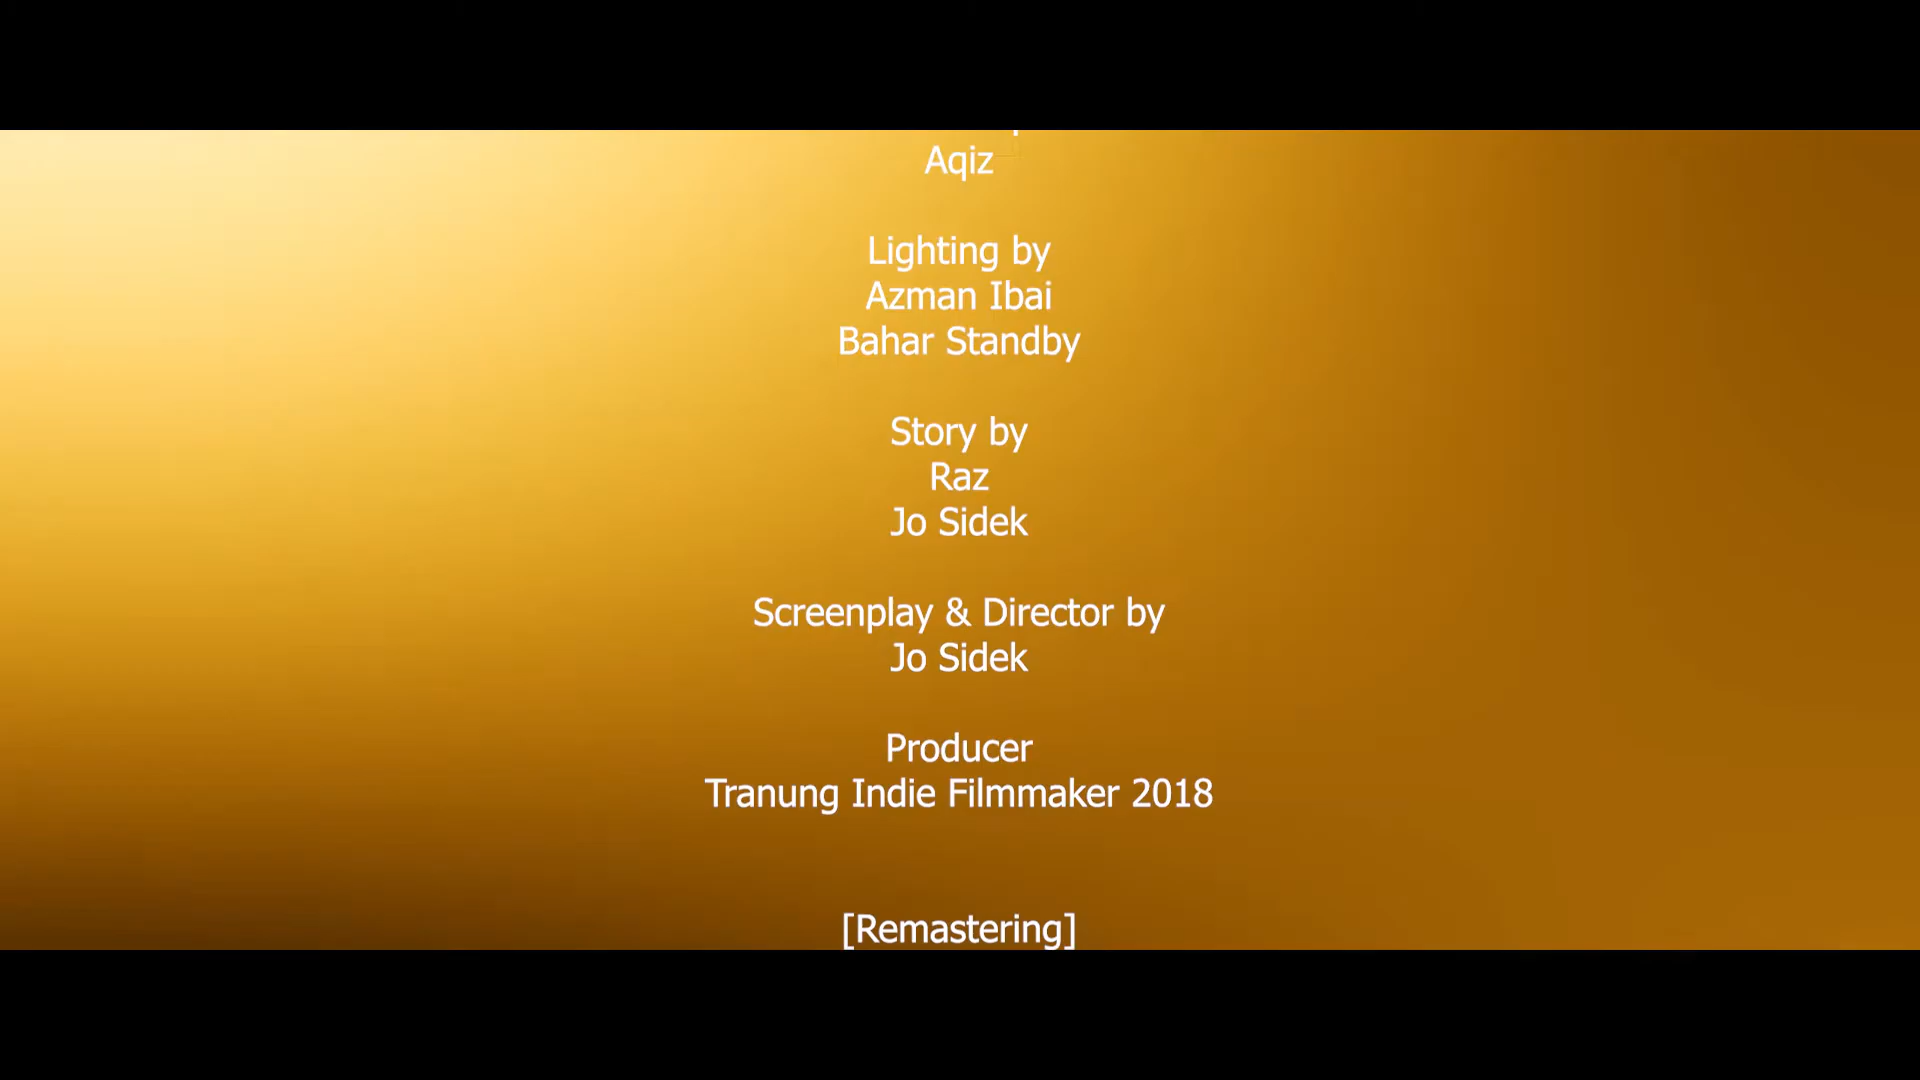 Aqiz
Lighting by
Azman Ibai
Bahar Standby
Story by
Raz
Jo Sidek
Screenplay & Director by
Jo Sidek
Producer
Tranung Indie Filmmaker 2018
[Remastering]